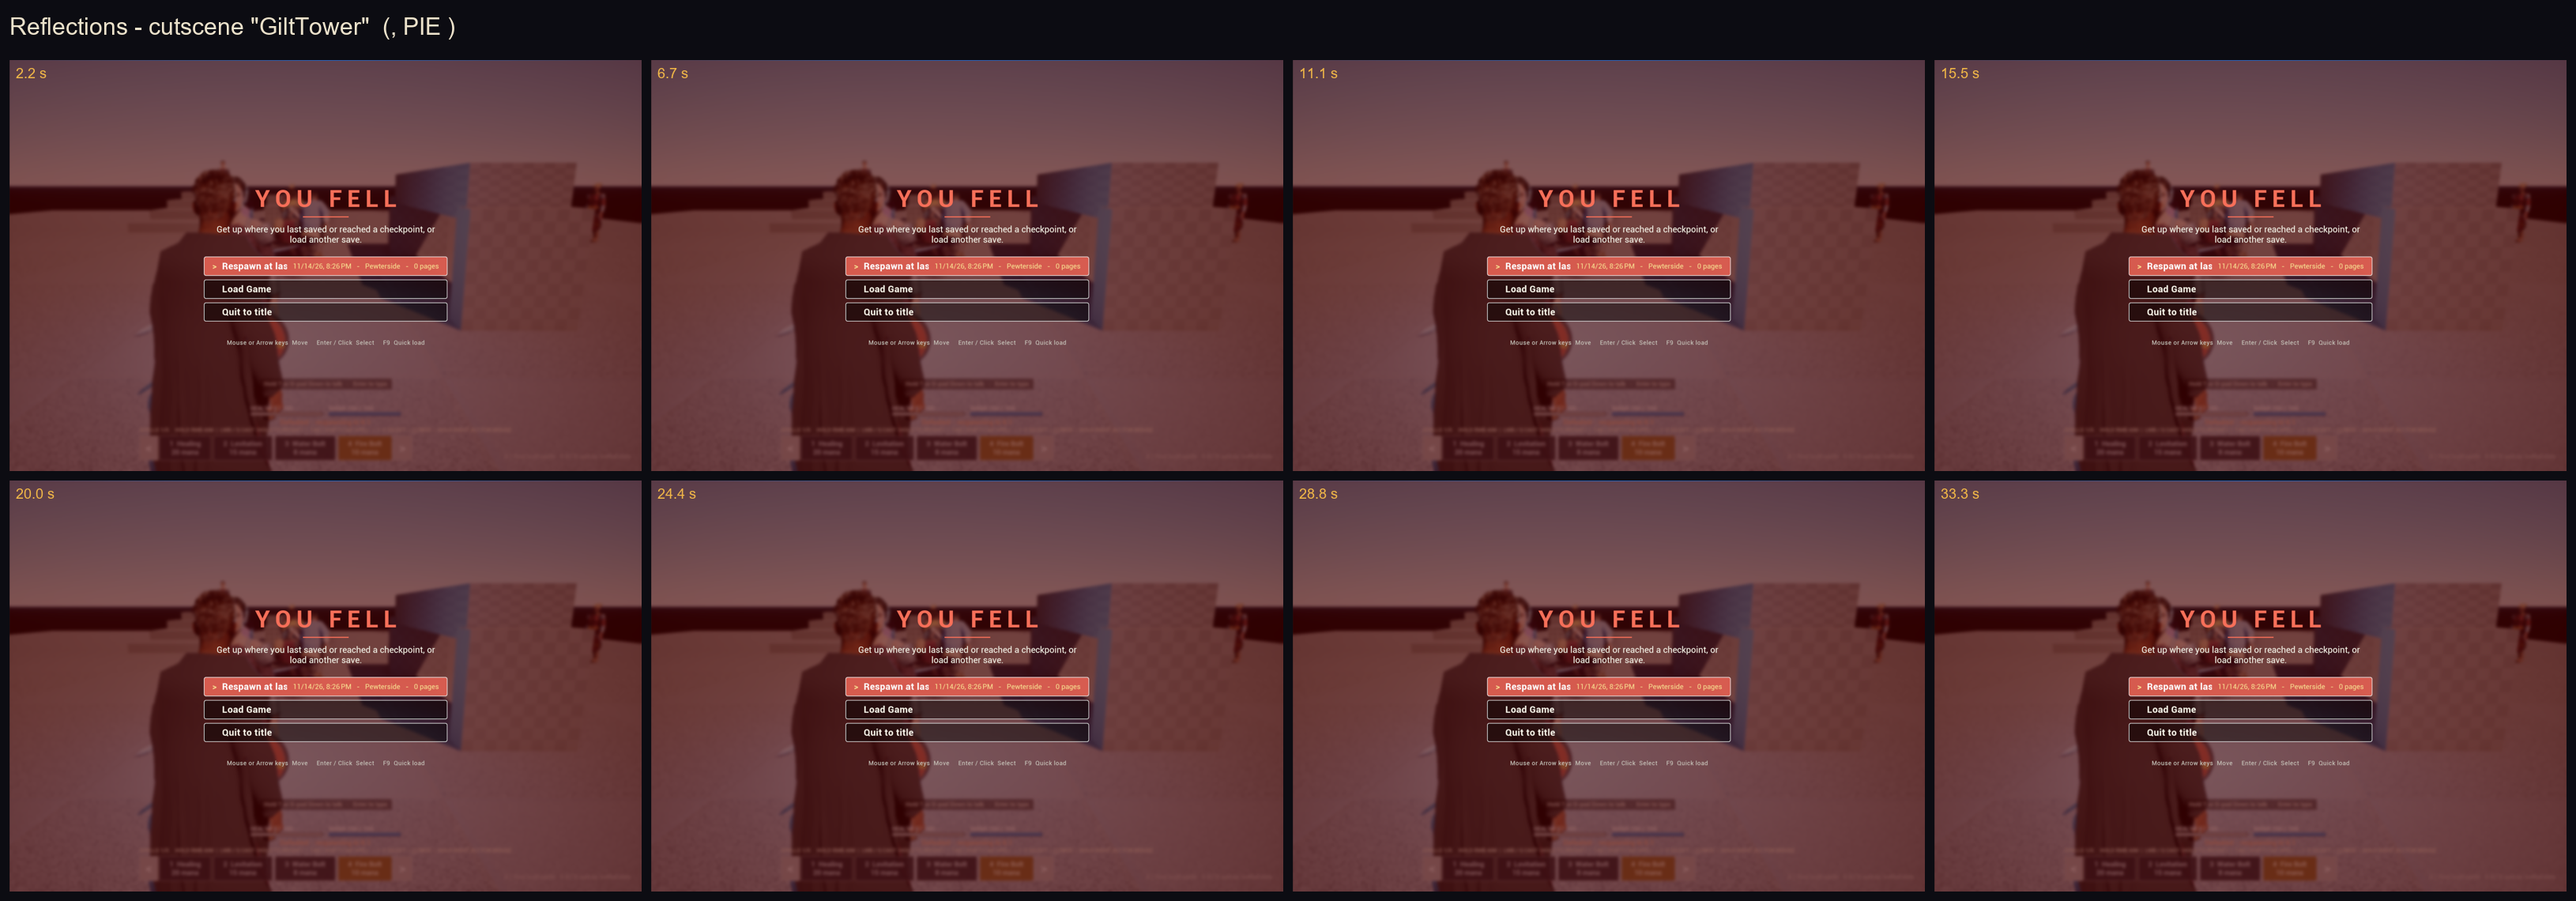 Reflections - cutscene "GiltTower" (, PIE )
2.2 s
YOU FELL
Get up where you last saved or reached a checkpoint, or
load another save.
> Respawn at las 11/14/26, 8:26 PM - Pewterside - 0 pages
Load Game
Quit to title
Mouse or Arrow keys Move Enter / Click Select F9 Quick load
6.7 s
YOU FELL
Get up where you last saved or reached a checkpoint, or
load another save.
> Respawn at las 11/14/26, 8:26 PM - Pewterside - 0 pages
Load Game
Quit to title
Mouse or Arrow keys Move Enter / Click Select F9 Quick load
11.1 s
YOU FELL
Get up where you last saved or reached a checkpoint, or
load another save.
> Respawn at las 11/14/26, 8:26 PM - Pewterside - 0 pages
Load Game
Quit to title
Mouse or Arrow keys Move Enter / Click Select F9 Quick load
15.5 s
YOU FELL
Get up where you last saved or reached a checkpoint, or
load another save.
> Respawn at las 11/14/26, 8:26 PM - Pewterside - 0 pages
Load Game
Quit to title
Mouse or Arrow keys Move Enter / Click Select F9 Quick load
20.0 s
YOU FELL
Get up where you last saved or reached a checkpoint, or
load another save.
> Respawn at las 11/14/26, 8:26 PM - Pewterside - 0 pages
Load Game
Quit to title
Mouse or Arrow keys Move Enter / Click Select F9 Quick load
24.4 s
YOU FELL
Get up where you last saved or reached a checkpoint, or
load another save.
> Respawn at las 11/14/26, 8:26 PM - Pewterside - 0 pages
Load Game
Quit to title
Mouse or Arrow keys Move Enter / Click Select F9 Quick load
28.8 s
YOU FELL
Get up where you last saved or reached a checkpoint, or
load another save.
> Respawn at las 11/14/26, 8:26 PM - Pewterside - 0 pages
Load Game
Quit to title
Mouse or Arrow keys Move Enter / Click Select F9 Quick load
33.3 s
YOU FELL
Get up where you last saved or reached a checkpoint, or
load another save.
> Respawn at las 11/14/26, 8:26 PM - Pewterside - 0 pages
Load Game
Quit to title
Mouse or Arrow keys Move Enter / Click Select F9 Quick load